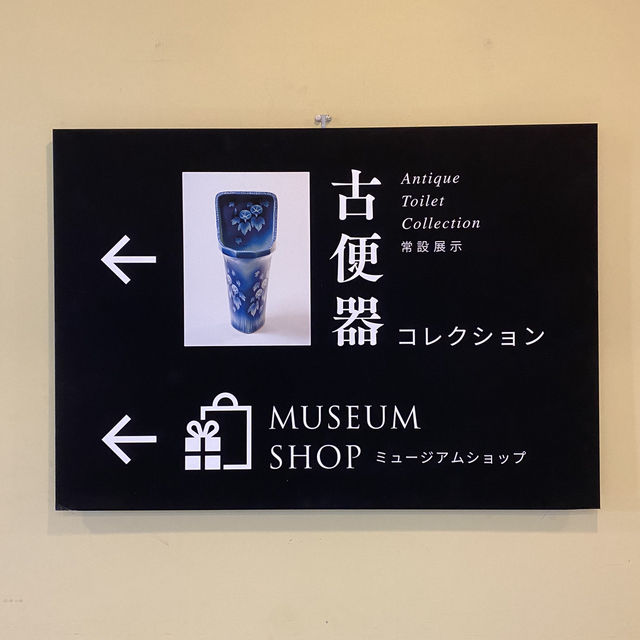 古便器
Antique
Toilet
Collection
常設展示
コレクション
MUSEUM
SHOP ミュージアムショップ